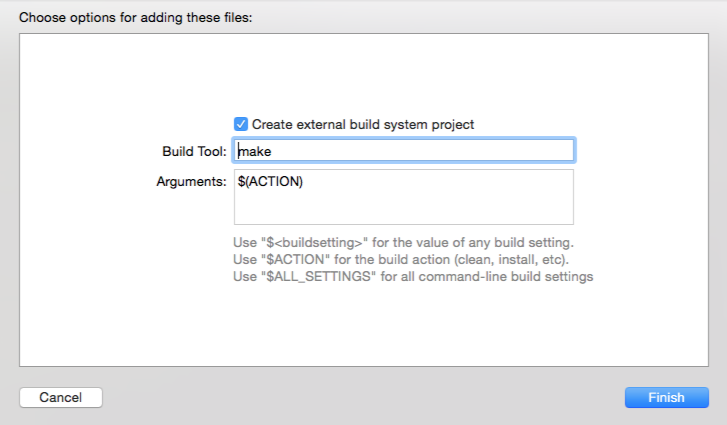 Choose options for adding these files:
Create external build system project
Build Tool: make
Arguments: $(ACTION)
Use "$<buildsetting>" for the value of any build setting.
Use "$ACTION" for the build action (clean, install, etc).
Use "$ALL_SETTINGS" for all command-line build settings
Cancel Finish